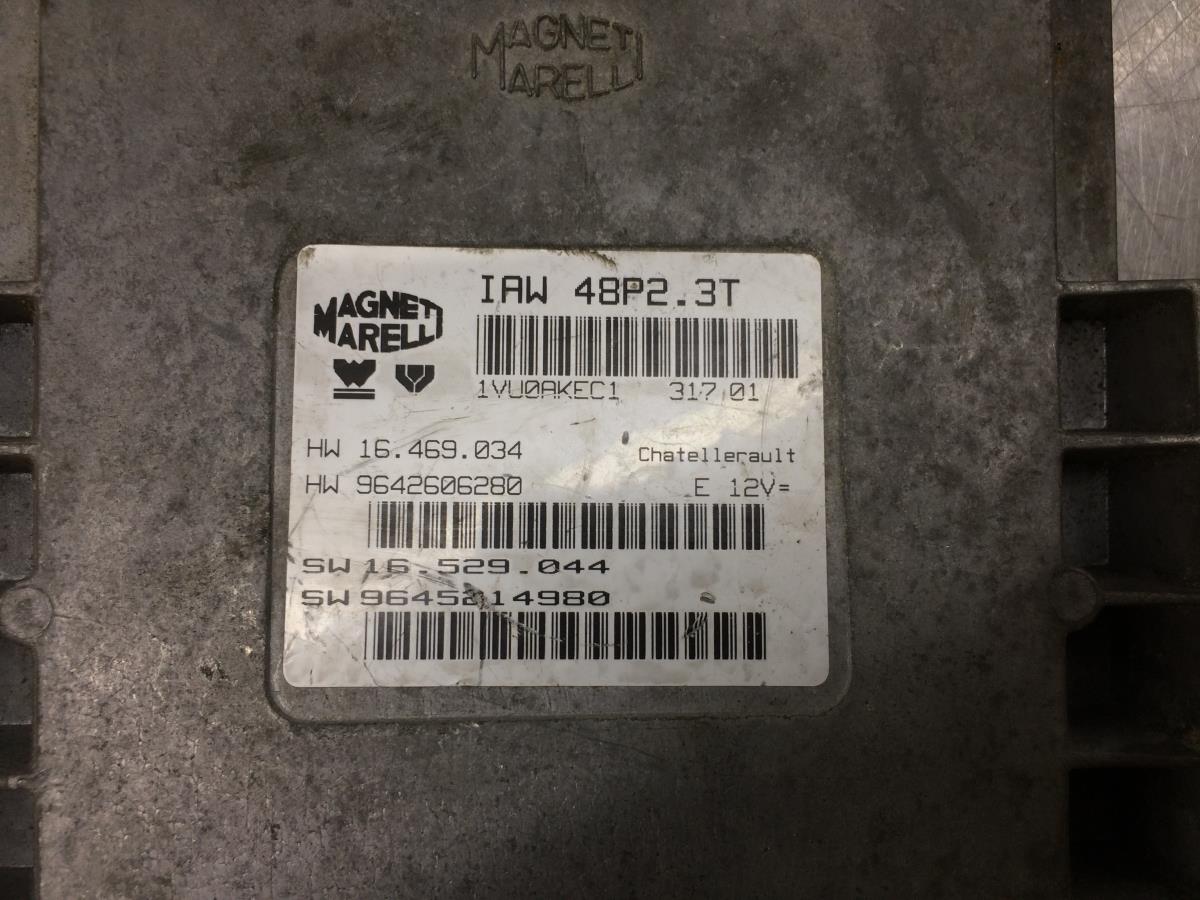 MAGNETI
MARELLI
IAW 48P2.3T
MAGNETI
MARELLI
1VU0AKEC1 317 01
HW 16.469.034 Chatellerault
HW 9642606280 E 12V=
SW 16.529.044
SW 9645214980